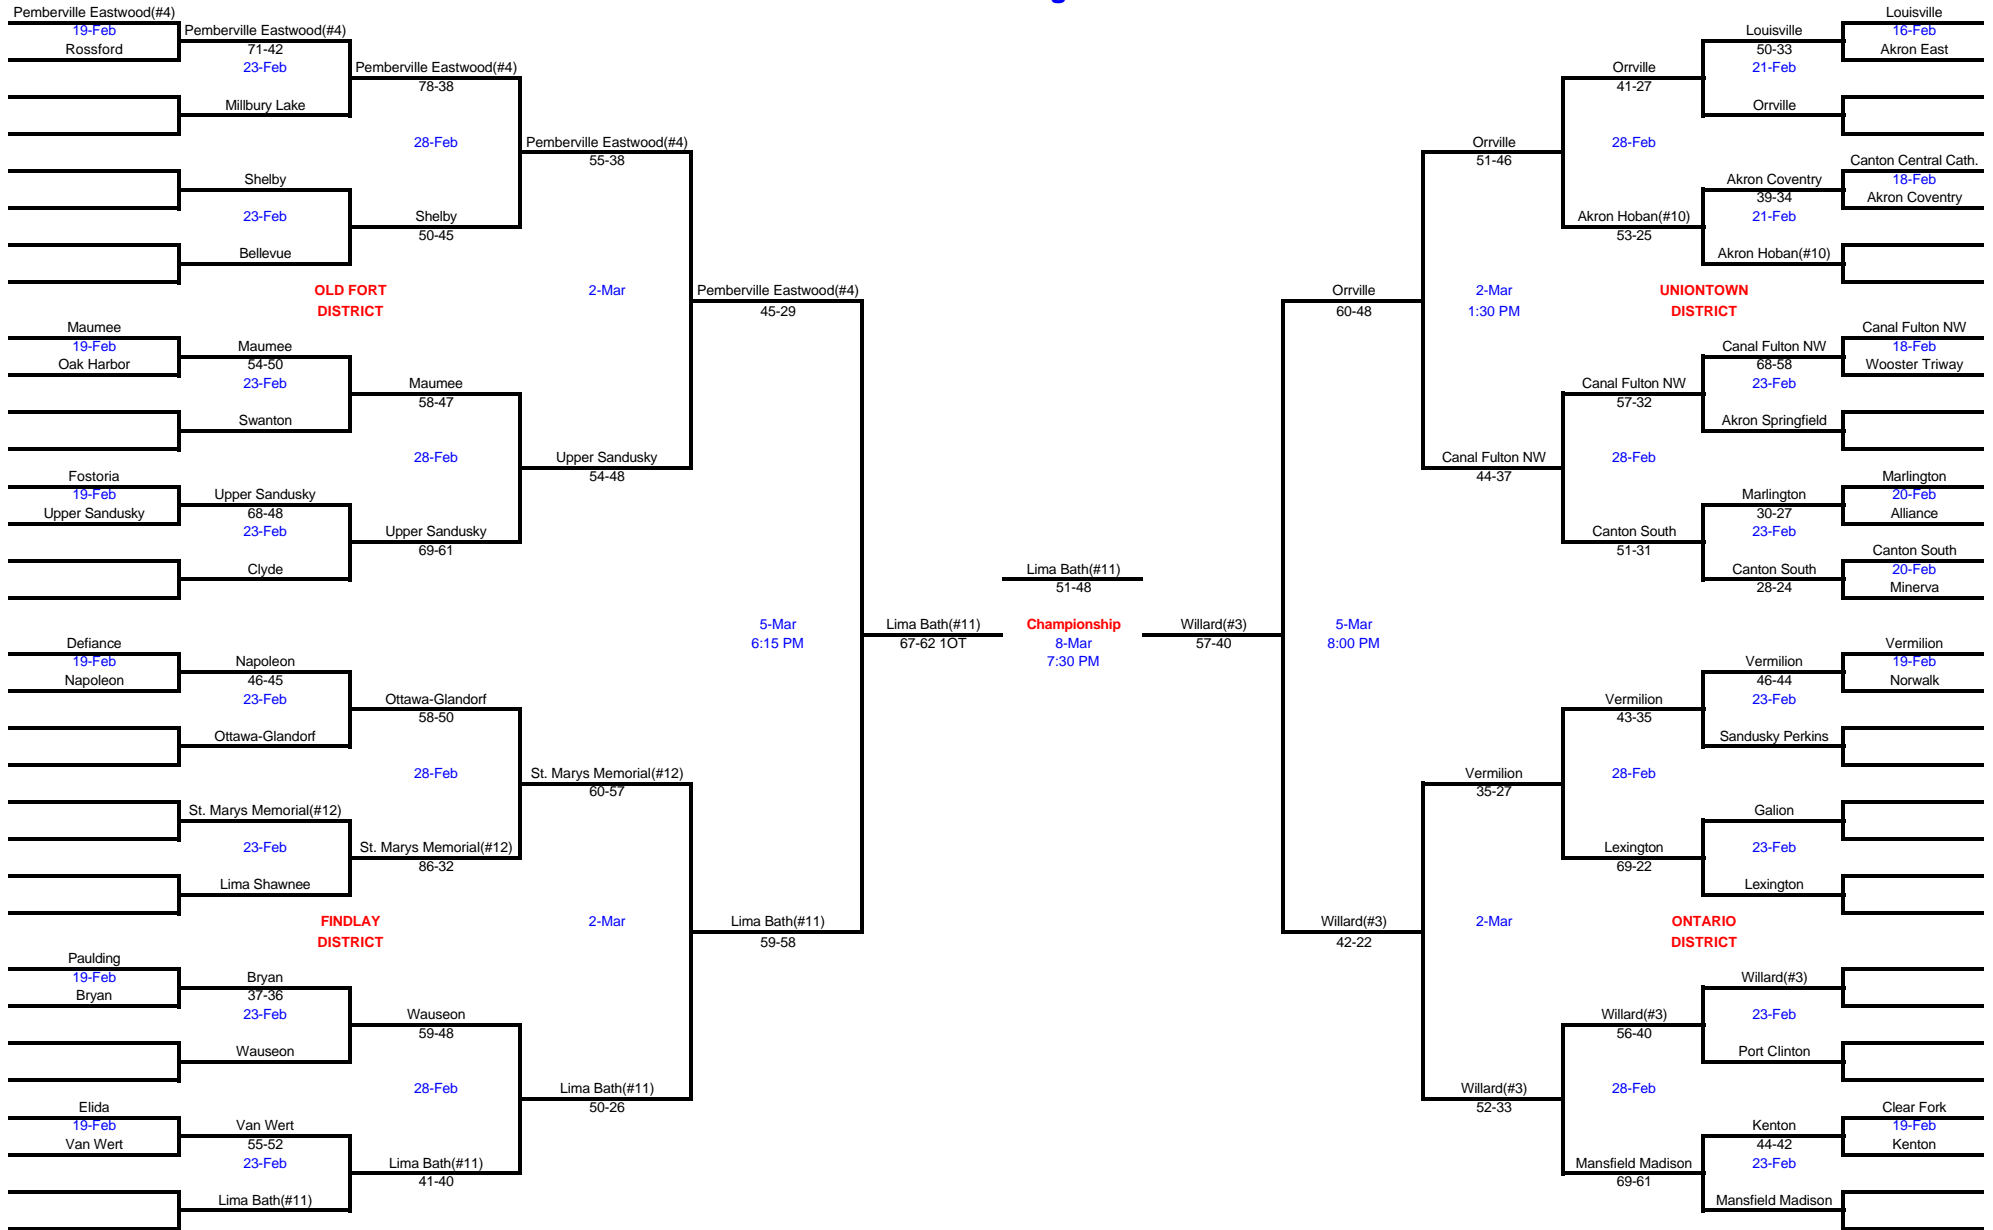 Pemberville Eastwood(#4)
19-Feb
Rossford
Pemberville Eastwood(#4)
71-42
23-Feb
Millbury Lake
Pemberville Eastwood(#4)
78-38
28-Feb
Shelby
23-Feb
Bellevue
Shelby
50-45
Pemberville Eastwood(#4)
55-38
OLD FORT
DISTRICT
2-Mar
Pemberville Eastwood(#4)
45-29
Maumee
19-Feb
Oak Harbor
Maumee
54-50
23-Feb
Swanton
Maumee
58-47
28-Feb
Fostoria
19-Feb
Upper Sandusky
Upper Sandusky
68-48
23-Feb
Clyde
Upper Sandusky
69-61
Upper Sandusky
54-48
5-Mar
6:15 PM
Lima Bath(#11)
67-62 1OT
Defiance
19-Feb
Napoleon
Napoleon
46-45
23-Feb
Ottawa-Glandorf
Ottawa-Glandorf
58-50
28-Feb
St. Marys Memorial(#12)
23-Feb
Lima Shawnee
St. Marys Memorial(#12)
86-32
St. Marys Memorial(#12)
60-57
FINDLAY
DISTRICT
2-Mar
Lima Bath(#11)
59-58
Paulding
19-Feb
Bryan
Bryan
37-36
23-Feb
Wauseon
Wauseon
59-48
28-Feb
Elida
19-Feb
Van Wert
Van Wert
55-52
23-Feb
Lima Bath(#11)
Lima Bath(#11)
41-40
Lima Bath(#11)
50-26
Lima Bath(#11)
51-48
Championship
8-Mar
7:30 PM
Willard(#3)
57-40
5-Mar
8:00 PM
Orrville
60-48
2-Mar
1:30 PM
UNIONTOWN
DISTRICT
Orrville
51-46
Orrville
41-27
28-Feb
Louisville
50-33
21-Feb
Orrville
Louisville
16-Feb
Akron East
Akron Hoban(#10)
53-25
Akron Coventry
39-34
21-Feb
Akron Hoban(#10)
Canton Central Cath.
18-Feb
Akron Coventry
Canal Fulton NW
44-37
Canal Fulton NW
57-32
28-Feb
Canal Fulton NW
68-58
23-Feb
Akron Springfield
Canal Fulton NW
18-Feb
Wooster Triway
Canton South
51-31
Marlington
30-27
23-Feb
Canton South
28-24
Marlington
20-Feb
Alliance
Canton South
20-Feb
Minerva
Willard(#3)
42-22
2-Mar
ONTARIO
DISTRICT
Vermilion
35-27
Vermilion
43-35
28-Feb
Vermilion
46-44
23-Feb
Sandusky Perkins
Vermilion
19-Feb
Norwalk
Lexington
69-22
Galion
23-Feb
Lexington
Willard(#3)
52-33
Willard(#3)
56-40
28-Feb
Willard(#3)
23-Feb
Port Clinton
Mansfield Madison
69-61
Kenton
44-42
23-Feb
Mansfield Madison
Clear Fork
19-Feb
Kenton